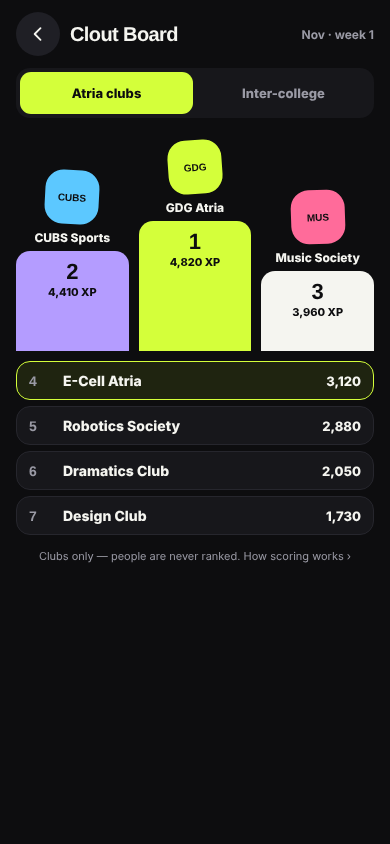 Clout Board
Nov · week 1
Atria clubs
Inter-college
GDG
GDG Atria
1
4,820 XP
CUBS
CUBS Sports
2
4,410 XP
MUS
Music Society
3
3,960 XP
4 E-Cell Atria 3,120
5 Robotics Society 2,880
6 Dramatics Club 2,050
7 Design Club 1,730
Clubs only — people are never ranked. How scoring works ›